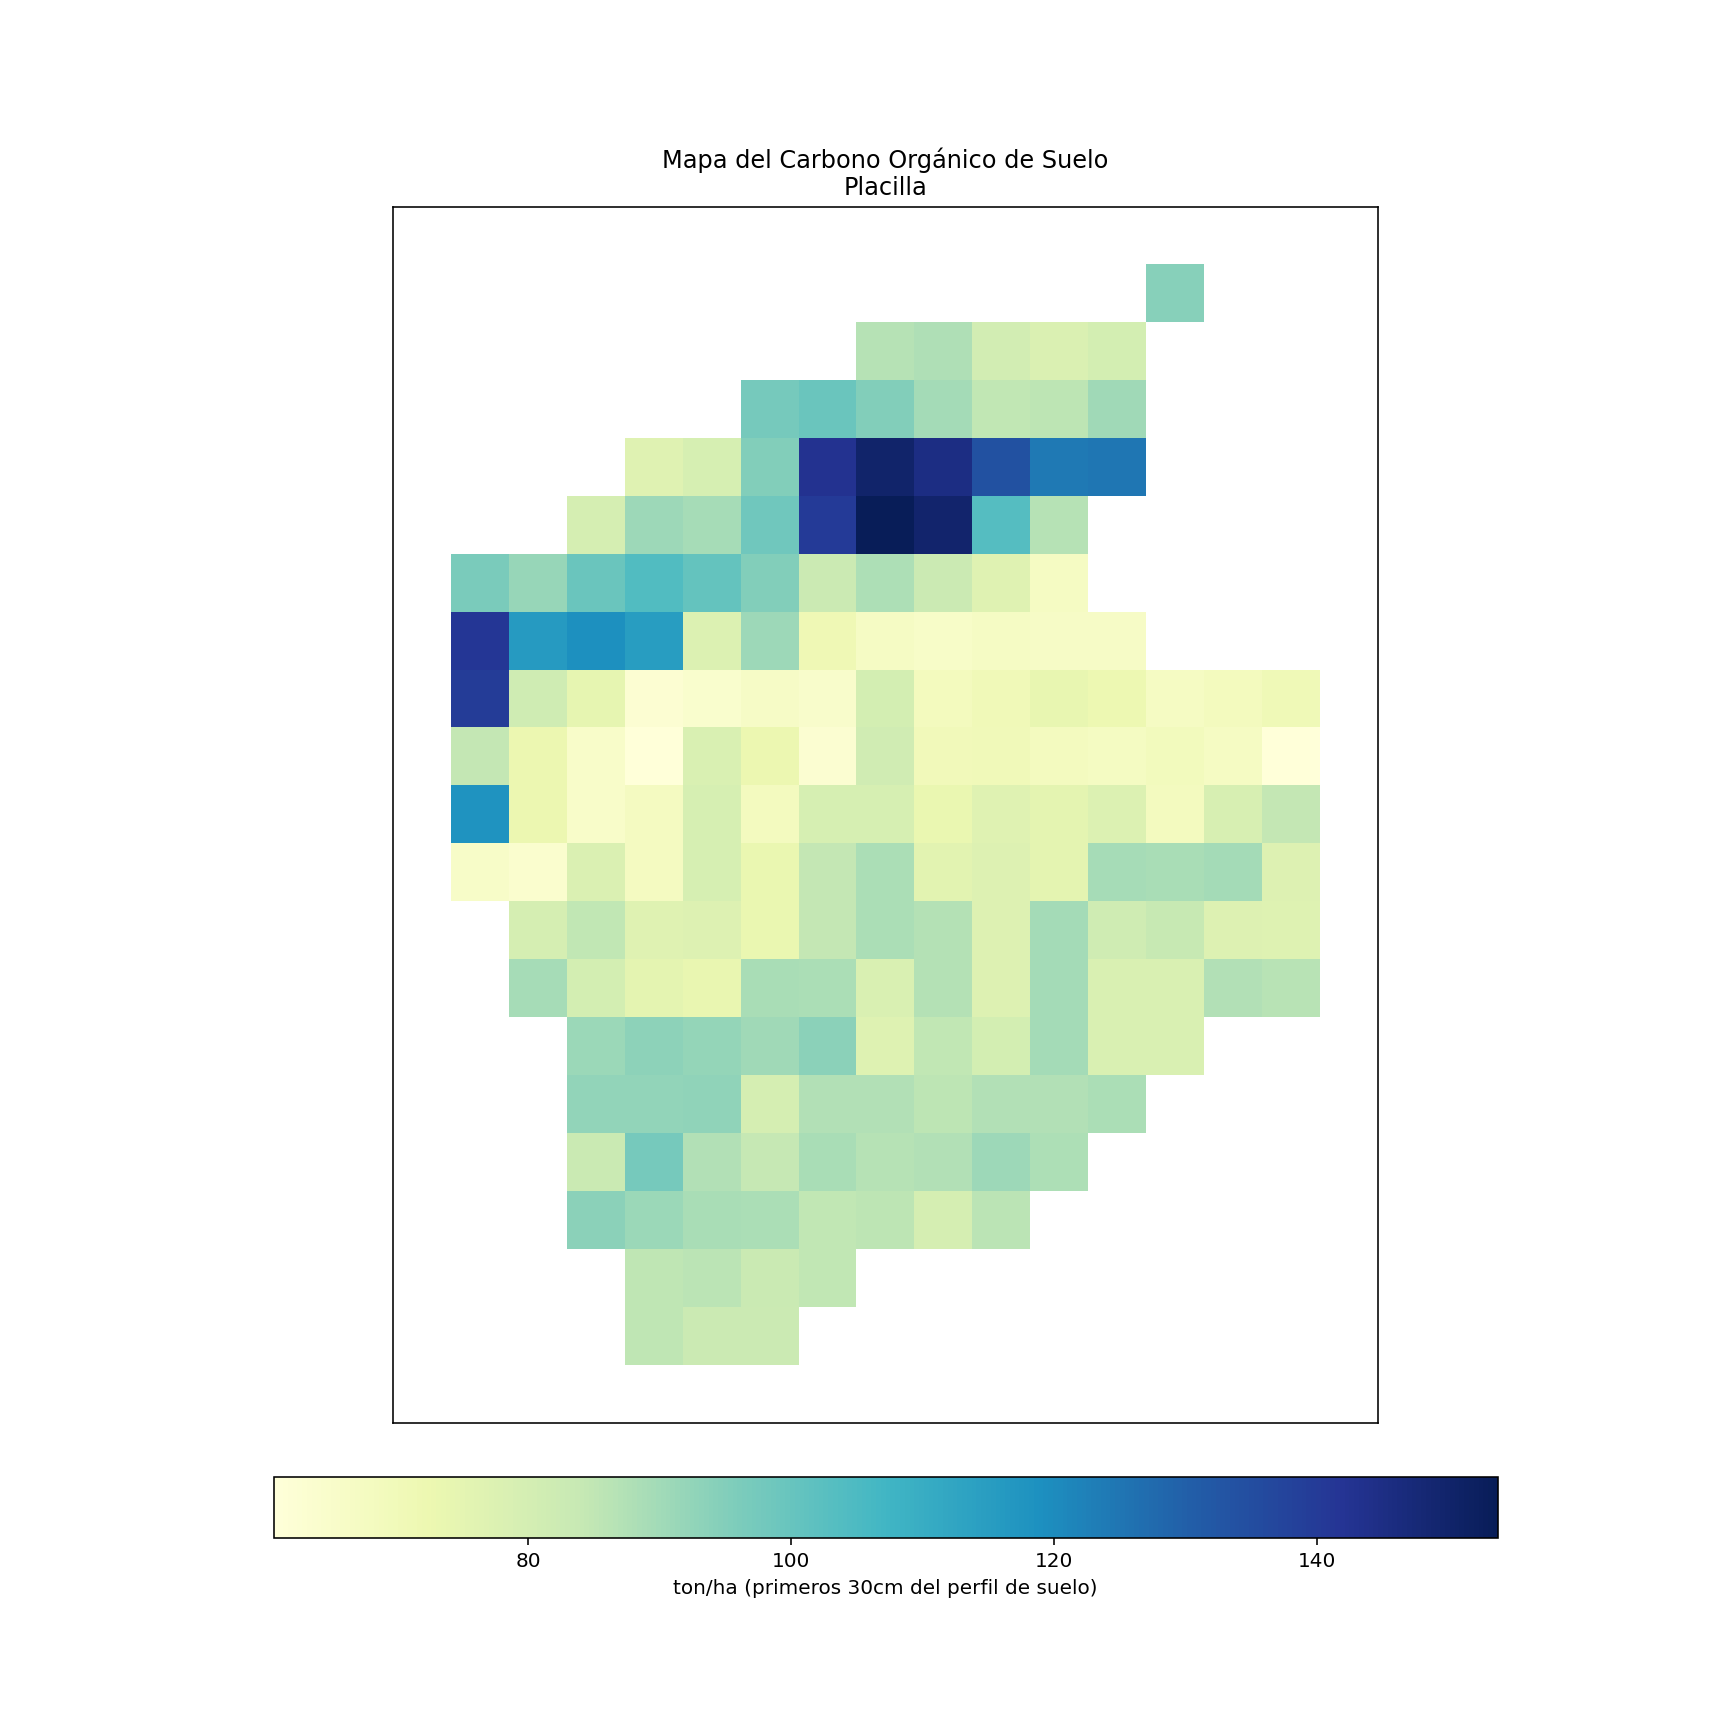 Mapa del Carbono Orgánico de Suelo
Placilla
80 100 120 140
ton/ha (primeros 30cm del perfil de suelo)